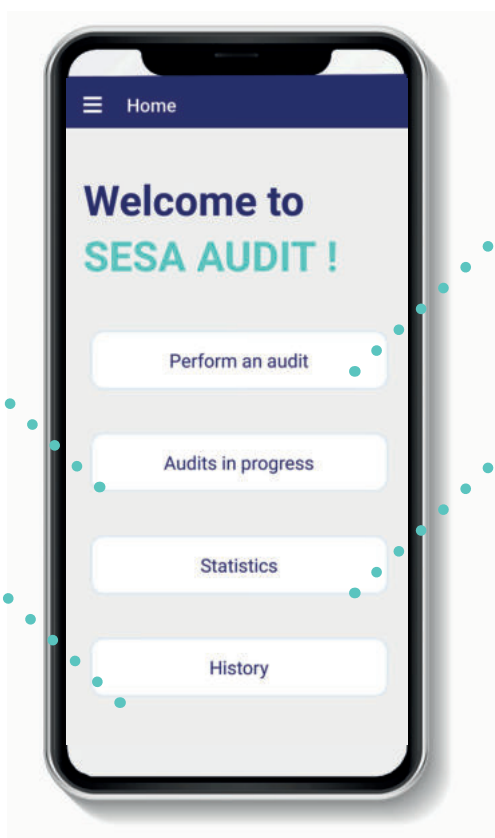 Home
Welcome to
SESA AUDIT !
Perform an audit
Audits in progress
Statistics
History